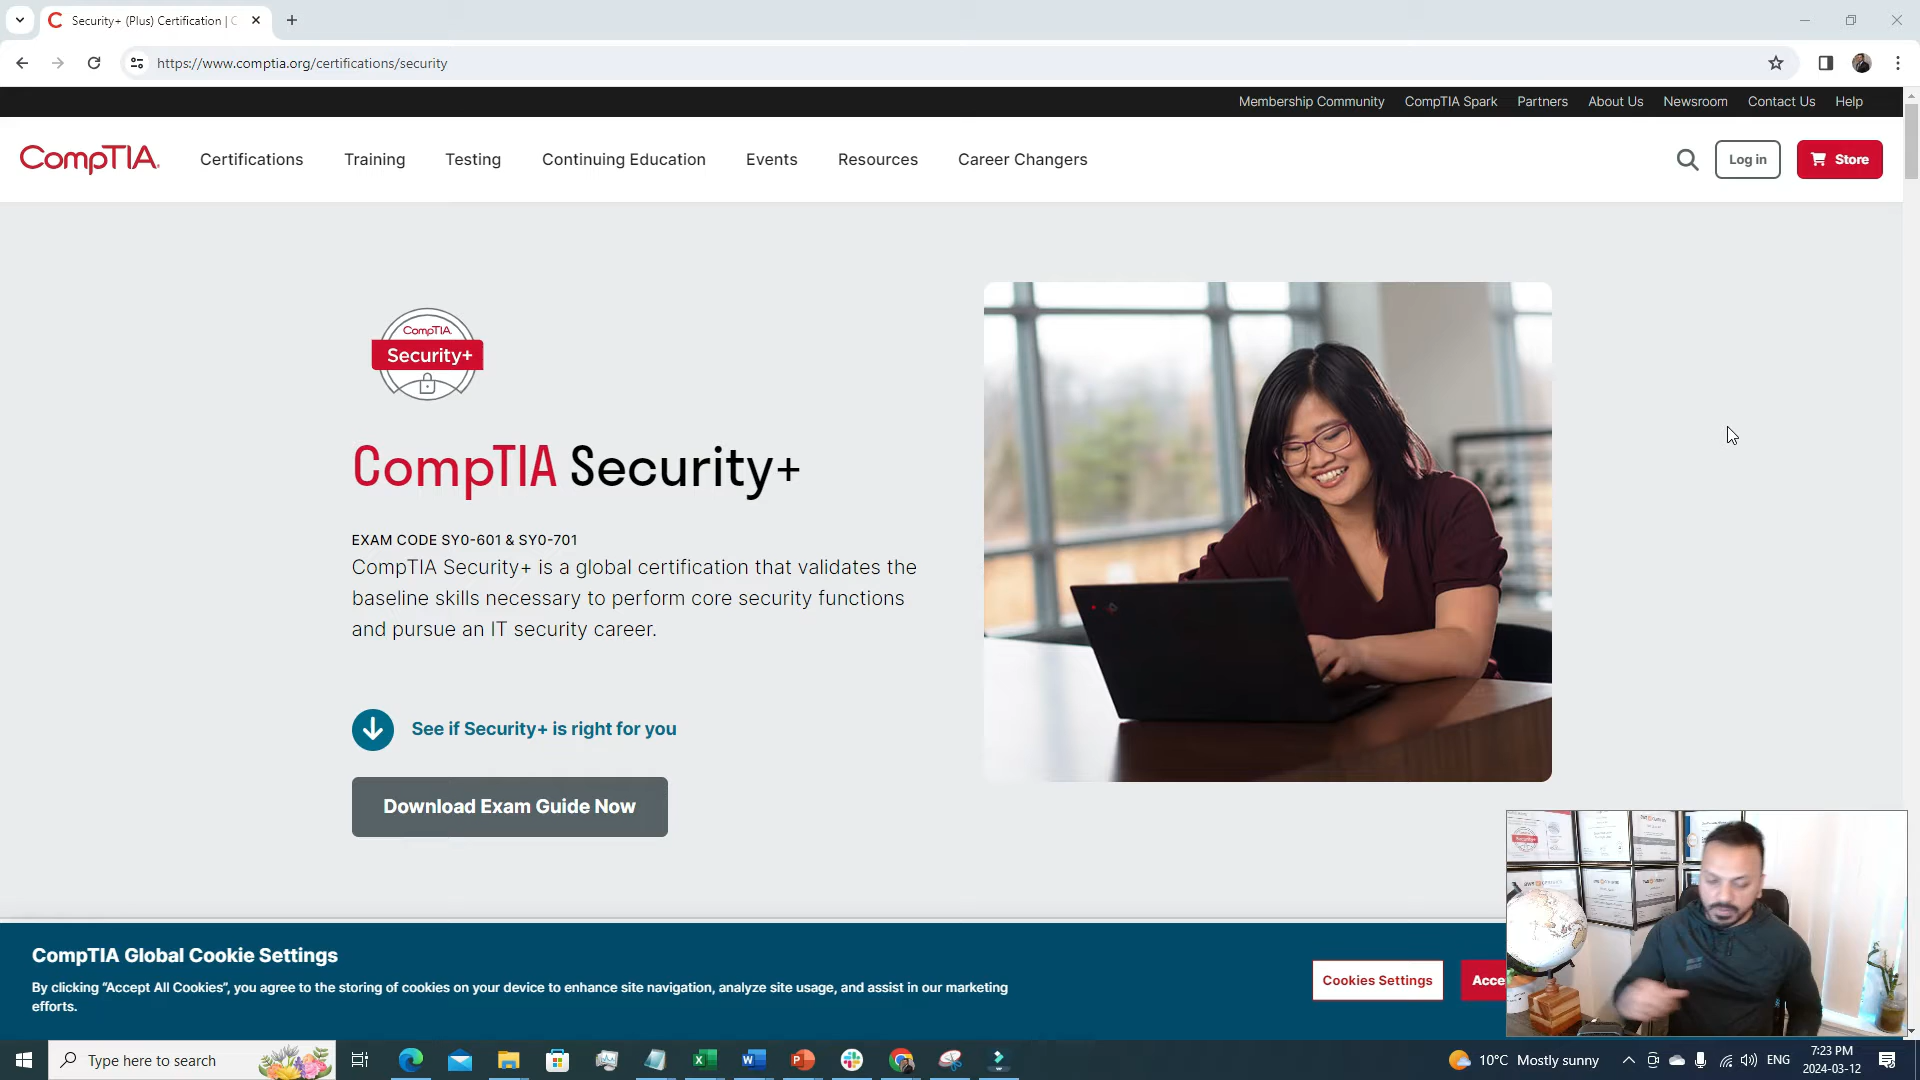 Security+ (Plus) Certification | C
https://www.comptia.org/certifications/security
Membership Community CompTIA Spark Partners About Us Newsroom Contact Us Help
CompTIA. Certifications Training Testing Continuing Education Events Resources Career Changers Log in Store
CompTIA.
Security+
CompTIA Security+
EXAM CODE SY0-601 & SY0-701
CompTIA Security+ is a global certification that validates the
baseline skills necessary to perform core security functions
and pursue an IT security career.
See if Security+ is right for you
Download Exam Guide Now
CompTIA Global Cookie Settings
By clicking “Accept All Cookies”, you agree to the storing of cookies on your device to enhance site navigation, analyze site usage, and assist in our marketing
efforts.
Cookies Settings Acce
Security+
Type here to search
10°C Mostly sunny ENG
7:23 PM
2024-03-12